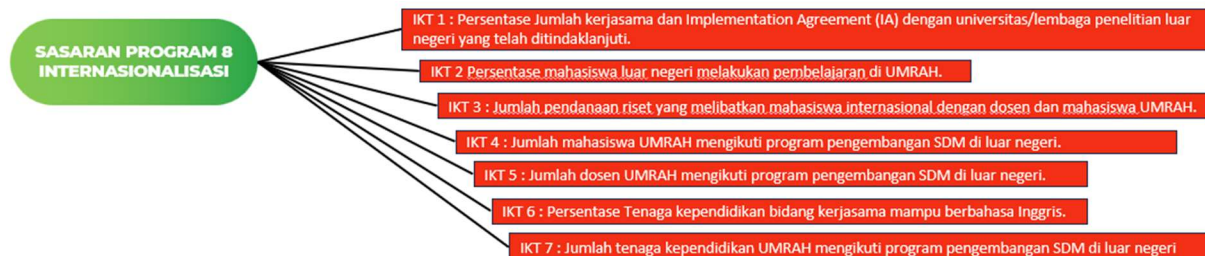 SASARAN PROGRAM 8
INTERNASIONALISASI
IKT 1 : Persentase Jumlah kerjasama dan Implementation Agreement (IA) dengan universitas/lembaga penelitian luar
negeri yang telah ditindaklanjuti.
IKT 2 Persentase mahasiswa luar negeri melakukan pembelajaran di UMRAH.
IKT 3 : Jumlah pendanaan riset yang melibatkan mahasiswa internasional dengan dosen dan mahasiswa UMRAH.
IKT 4 : Jumlah mahasiswa UMRAH mengikuti program pengembangan SDM di luar negeri.
IKT 5 : Jumlah dosen UMRAH mengikuti program pengembangan SDM di luar negeri.
IKT 6 : Persentase Tenaga kependidikan bidang kerjasama mampu berbahasa Inggris.
IKT 7 : Jumlah tenaga kependidikan UMRAH mengikuti program pengembangan SDM di luar negeri